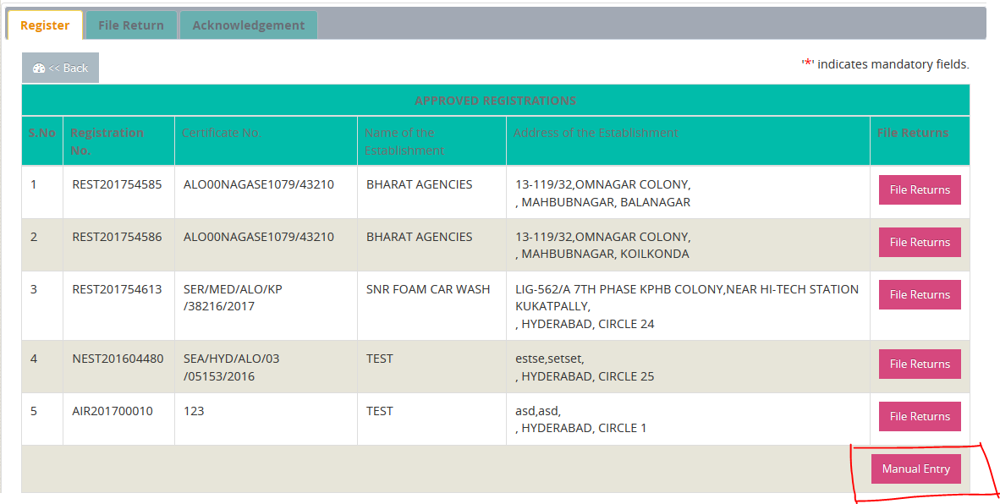 Register File Return Acknowledgement
<< Back
'*' indicates mandatory fields.
APPROVED REGISTRATIONS
S.No Registration No. Certificate No. Name of the Establishment Address of the Establishment File Returns
1 REST201754585 ALO00NAGASE1079/43210 BHARAT AGENCIES 13-119/32,OMNAGAR COLONY, File Returns
, MAHBUBNAGAR, BALANAGAR
2 REST201754586 ALO00NAGASE1079/43210 BHARAT AGENCIES 13-119/32,OMNAGAR COLONY, File Returns
, MAHBUBNAGAR, KOILKONDA
3 REST201754613 SER/MED/ALO/KP SNR FOAM CAR WASH LIG-562/A 7TH PHASE KPHB COLONY,NEAR HI-TECH STATION File Returns
/38216/2017 KUKATPALLY,
, HYDERABAD, CIRCLE 24
4 NEST201604480 SEA/HYD/ALO/03 TEST estse,setset, File Returns
/05153/2016 , HYDERABAD, CIRCLE 25
5 AIR201700010 123 TEST asd,asd, File Returns
, HYDERABAD, CIRCLE 1
Manual Entry